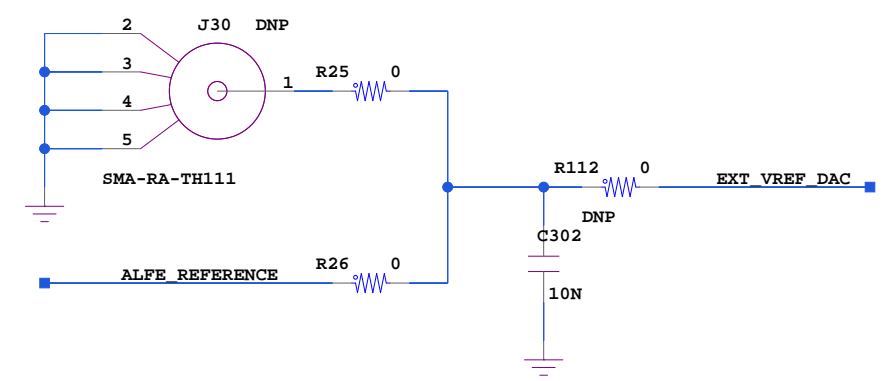 2
J30 DNP
3
R25 0
1
4
5
SMA-RA-TH111
R112 0
EXT_VREF_DAC
DNP
C302
ALFE_REFERENCE
R26 0
10N